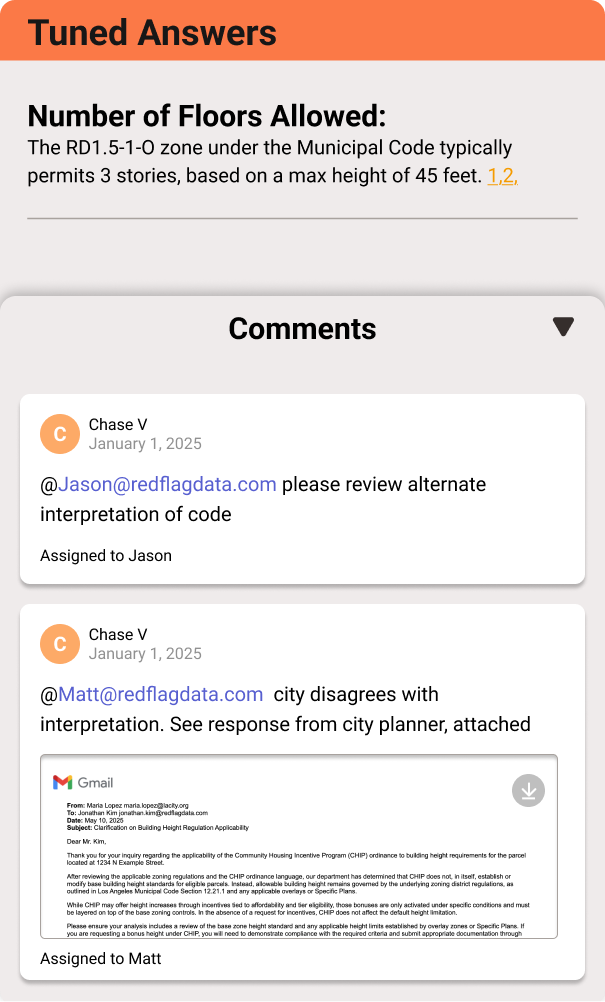 Tuned Answers
Number of Floors Allowed:
The RD1.5-1-O zone under the Municipal Code typically
permits 3 stories, based on a max height of 45 feet. 1,2,
Comments
C
Chase V
January 1, 2025
@Jason@redflagdata.com please review alternate
interpretation of code
Assigned to Jason
C
Chase V
January 1, 2025
@Matt@redflagdata.com city disagrees with
interpretation. See response from city planner, attached
Gmail
From: Maria Lopez maria.lopez@lacity.org
To: Jonathan Kim jonathan.kim@redflagdata.com
Date: May 10, 2025
Subject: Clarification on Building Height Regulation Applicability
Dear Mr. Kim,
Thank you for your inquiry regarding the applicability of the Community Housing Incentive Program (CHIP) ordinance to building height requirements for the parcel
located at 1234 N Example Street.
After reviewing the applicable zoning regulations and the CHIP ordinance language, our department has determined that CHIP does not, in itself, establish or
modify base building height standards for eligible parcels. Instead, allowable building height remains governed by the underlying zoning district regulations, as
outlined in Los Angeles Municipal Code Section 12.21.1 and any applicable overlays or Specific Plans.
While CHIP may offer height increases through incentives tied to affordability and tier eligibility, those bonuses are only activated under specific conditions and must
be layered on top of the base zoning controls. In the absence of a request for incentives, CHIP does not affect the default height limitation.
Please ensure your analysis includes a review of the base zone height standard and any applicable height limits established by overlay zones or Specific Plans. If
you are requesting a bonus height under CHIP, you will need to demonstrate compliance with the required criteria and submit appropriate documentation through
Assigned to Matt